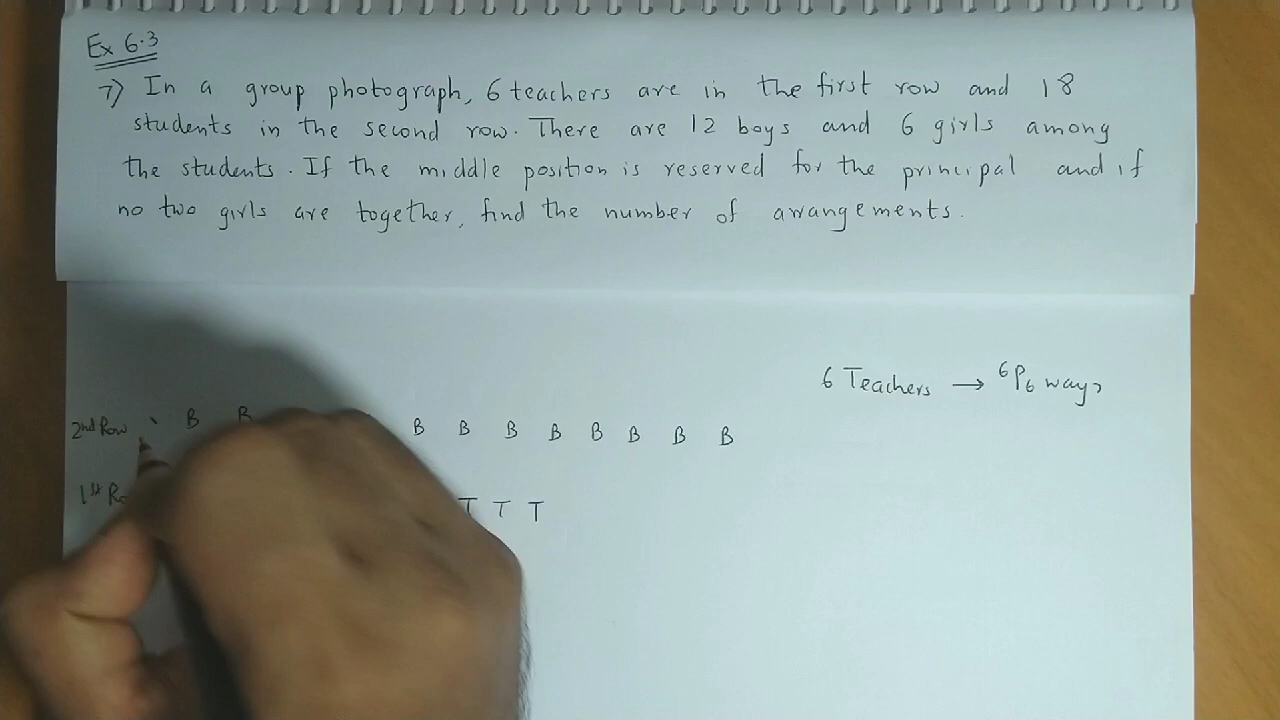 Ex 6.3
7) In a group photograph, 6 teachers are in the first row and 18
students in the second row. There are 12 boys and 6 girls among
the students. If the middle position is reserved for the principal and if
no two girls are together, find the number of arrangements.
6 Teachers → ⁶P₆ ways
2nd Row B B B B B B B B B B
1st T T T